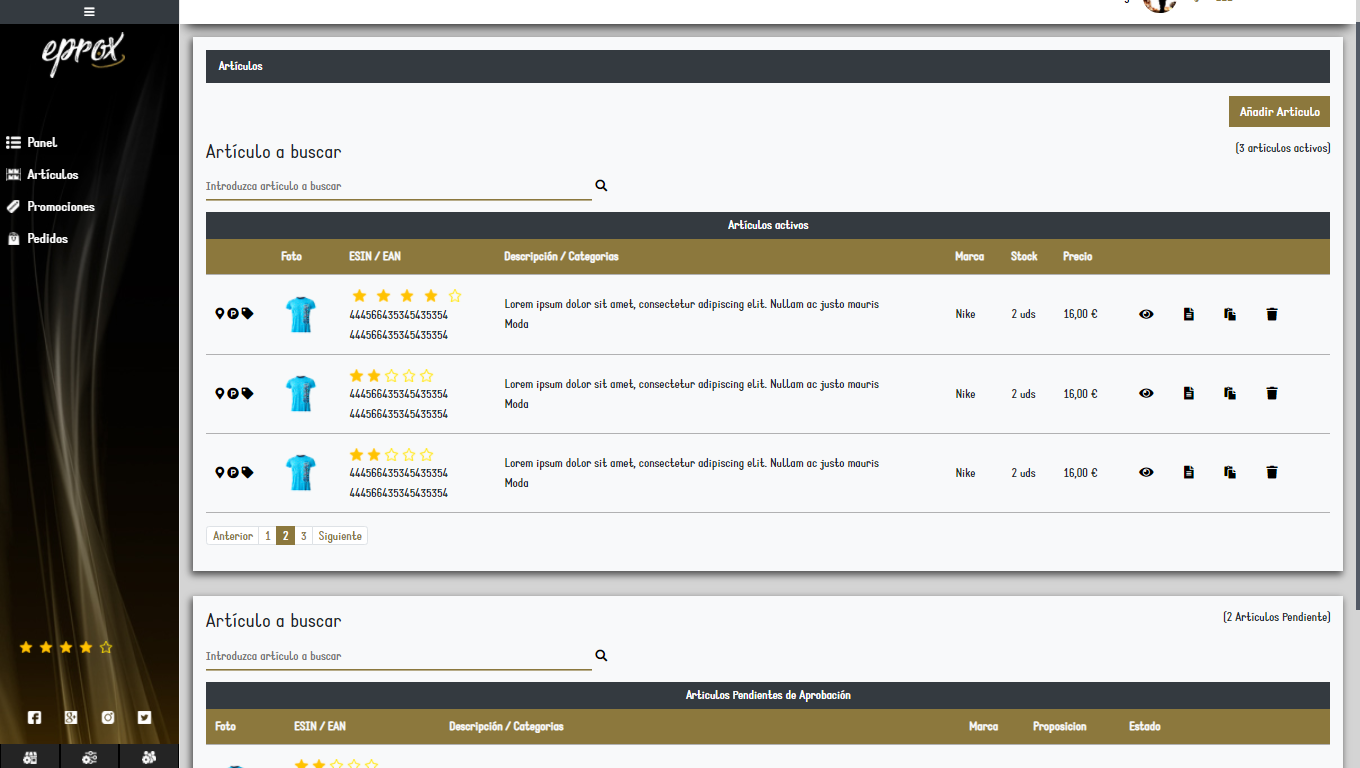 eprox
Panel
Artículos
Promociones
Pedidos
Artículos
Añadir Articulo
Artículo a buscar
(3 articulos activos)
Introduzca articulo a buscar
Artículos activos
Foto ESIN / EAN Descripción / Categorias Marca Stock Precio
444566435345435354
444566435345435354
Lorem ipsum dolor sit amet, consectetur adipiscing elit. Nullam ac justo mauris
Moda
Nike 2 uds 16,00 €
444566435345435354
444566435345435354
Lorem ipsum dolor sit amet, consectetur adipiscing elit. Nullam ac justo mauris
Moda
Nike 2 uds 16,00 €
444566435345435354
444566435345435354
Lorem ipsum dolor sit amet, consectetur adipiscing elit. Nullam ac justo mauris
Moda
Nike 2 uds 16,00 €
Anterior 1 2 3 Siguiente
Artículo a buscar
(2 Articulos Pendiente)
Introduzca articulo a buscar
Articulos Pendientes de Aprobación
Foto ESIN / EAN Descripción / Categorias Marca Proposicion Estado